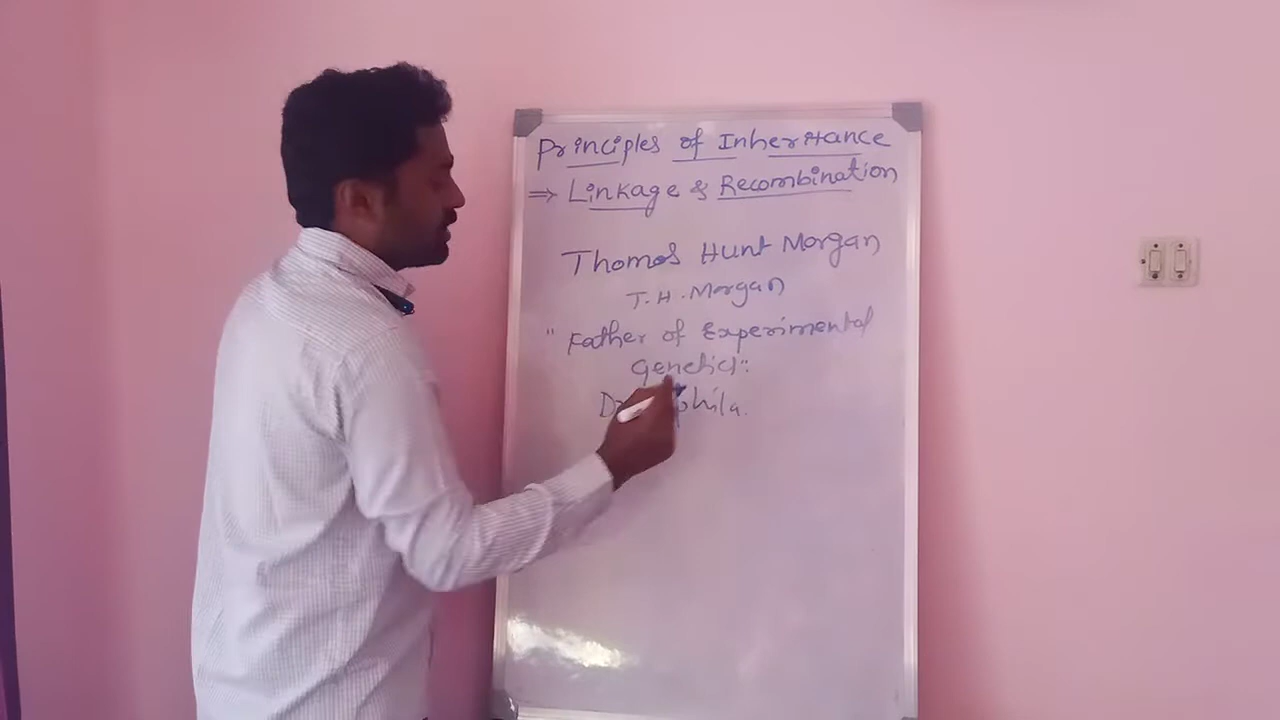 Principles of Inheritance
⇒ Linkage & Recombination
Thomas Hunt Morgan
T.H. Morgan
" Father of Experimental
Genetics"